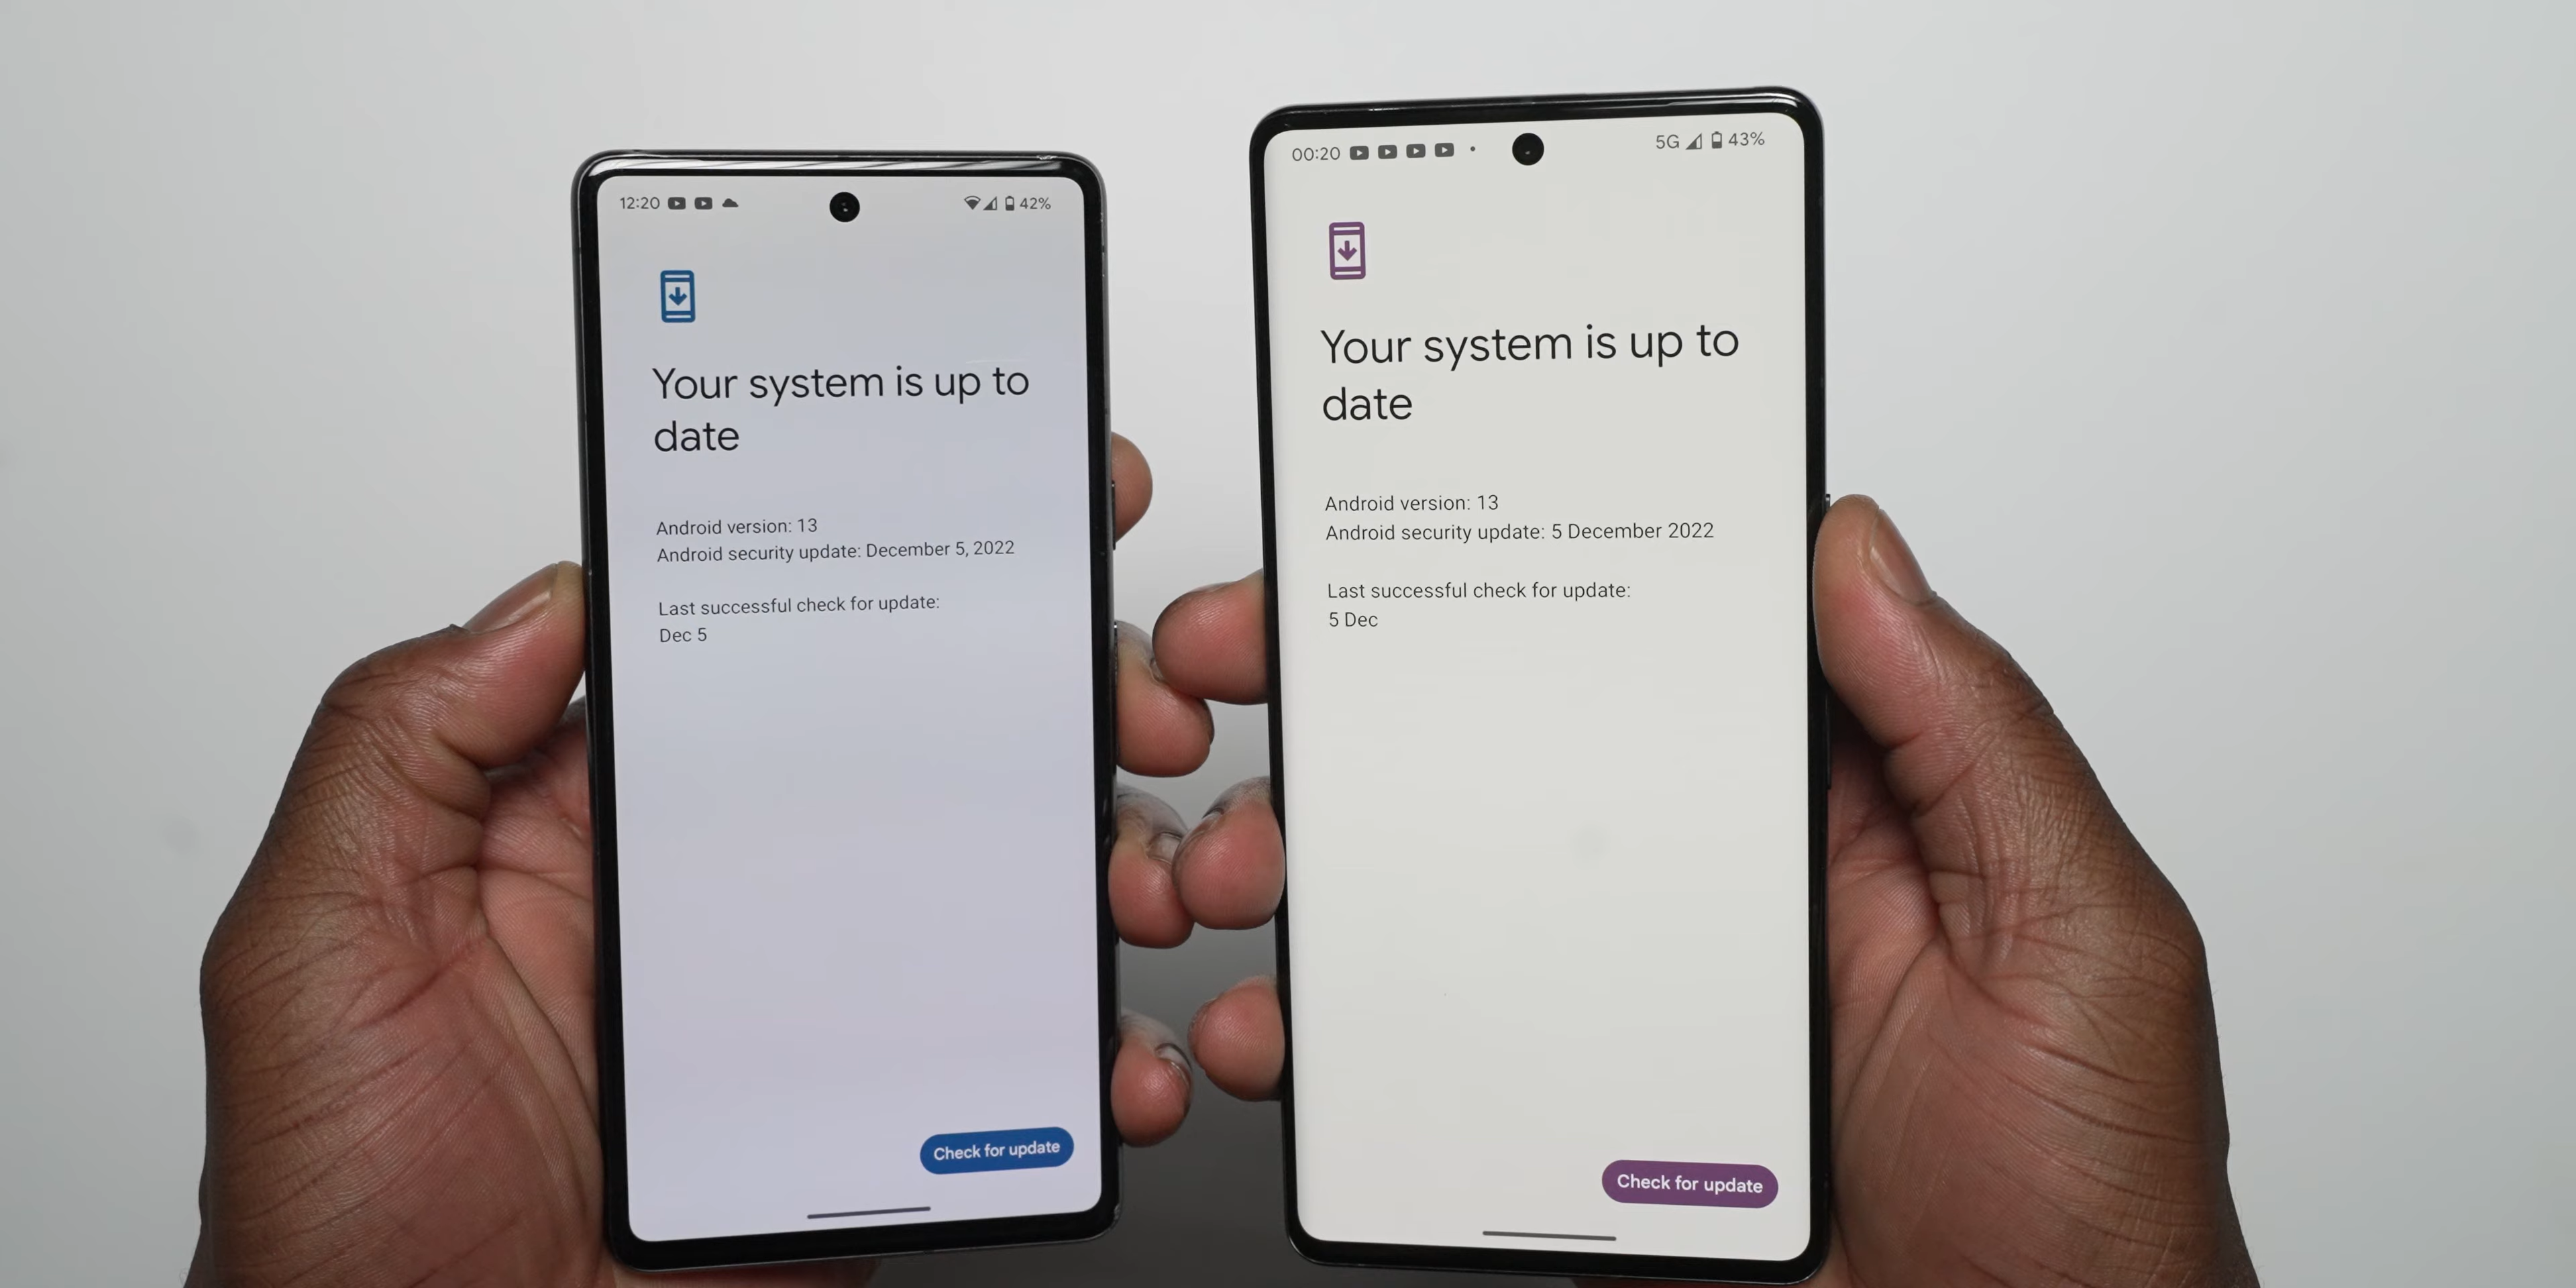 12:20
42%
Your system is up to
date
Android version: 13
Android security update: December 5, 2022
Last successful check for update:
Dec 5
Check for update
00:20
5G 43%
Your system is up to
date
Android version: 13
Android security update: 5 December 2022
Last successful check for update:
5 Dec
Check for update